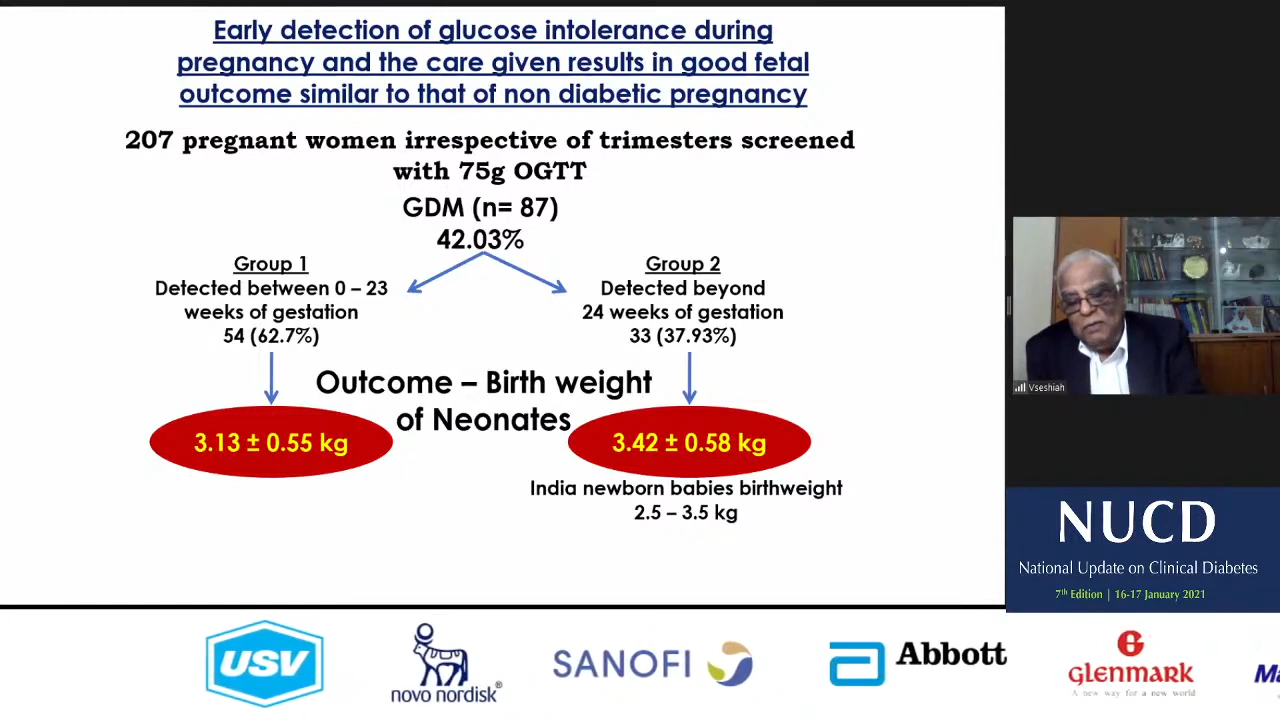 Early detection of glucose intolerance during
pregnancy and the care given results in good fetal
outcome similar to that of non diabetic pregnancy
207 pregnant women irrespective of trimesters screened
with 75g OGTT
GDM (n= 87)
42.03%
Group 1
Detected between 0 – 23
weeks of gestation
54 (62.7%)
Group 2
Detected beyond
24 weeks of gestation
33 (37.93%)
Outcome – Birth weight
of Neonates
3.13 ± 0.55 kg
3.42 ± 0.58 kg
India newborn babies birthweight
2.5 – 3.5 kg
Vseshiah
NUCD
National Update on Clinical Diabetes
7th Edition | 16-17 January 2021
USV
novo nordisk®
SANOFI
Abbott
glenmark
A new way for a new world
Ma